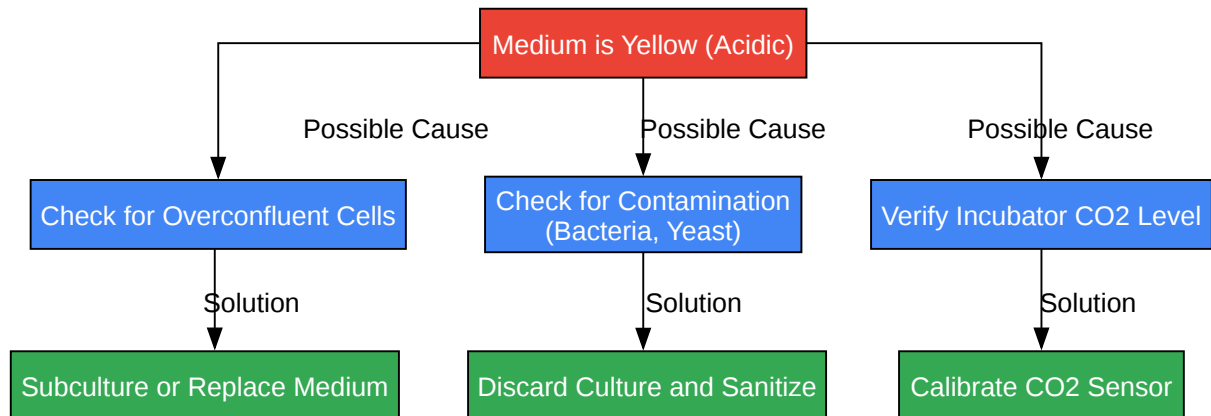 Medium is Yellow (Acidic)
Possible Cause
Possible Cause
Possible Cause
Check for Overconfluent Cells
Check for Contamination
(Bacteria, Yeast)
Verify Incubator CO2 Level
Solution
Solution
Solution
Subculture or Replace Medium
Discard Culture and Sanitize
Calibrate CO2 Sensor